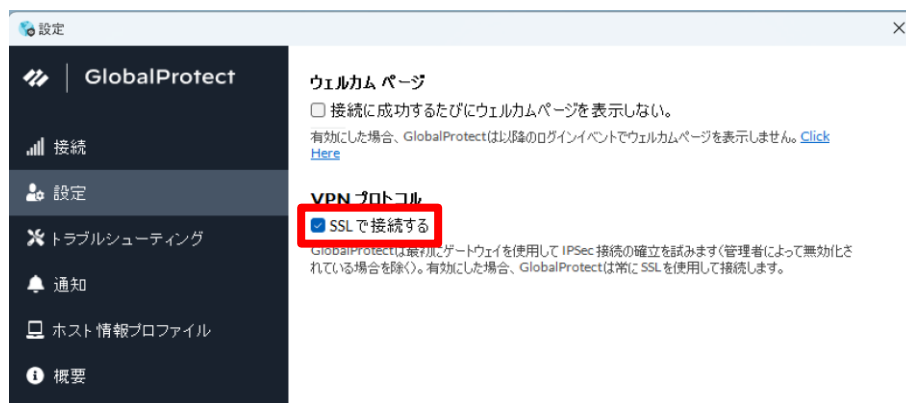 設定
GlobalProtect
接続
設定
トラブルシューティング
通知
ホスト情報プロファイル
概要
ウェルカム ページ
接続に成功するたびにウェルカムページを表示しない。
有効にした場合、GlobalProtectは以降のログインイベントでウェルカムページを表示しません。Click
Here
VPN プロトコル
SSLで接続する
GlobalProtectは最初にゲートウェイを使用してIPSec 接続の確立を試みます(管理者によって無効化さ
れている場合を除く)。有効にした場合、GlobalProtectは常にSSLを使用して接続します。